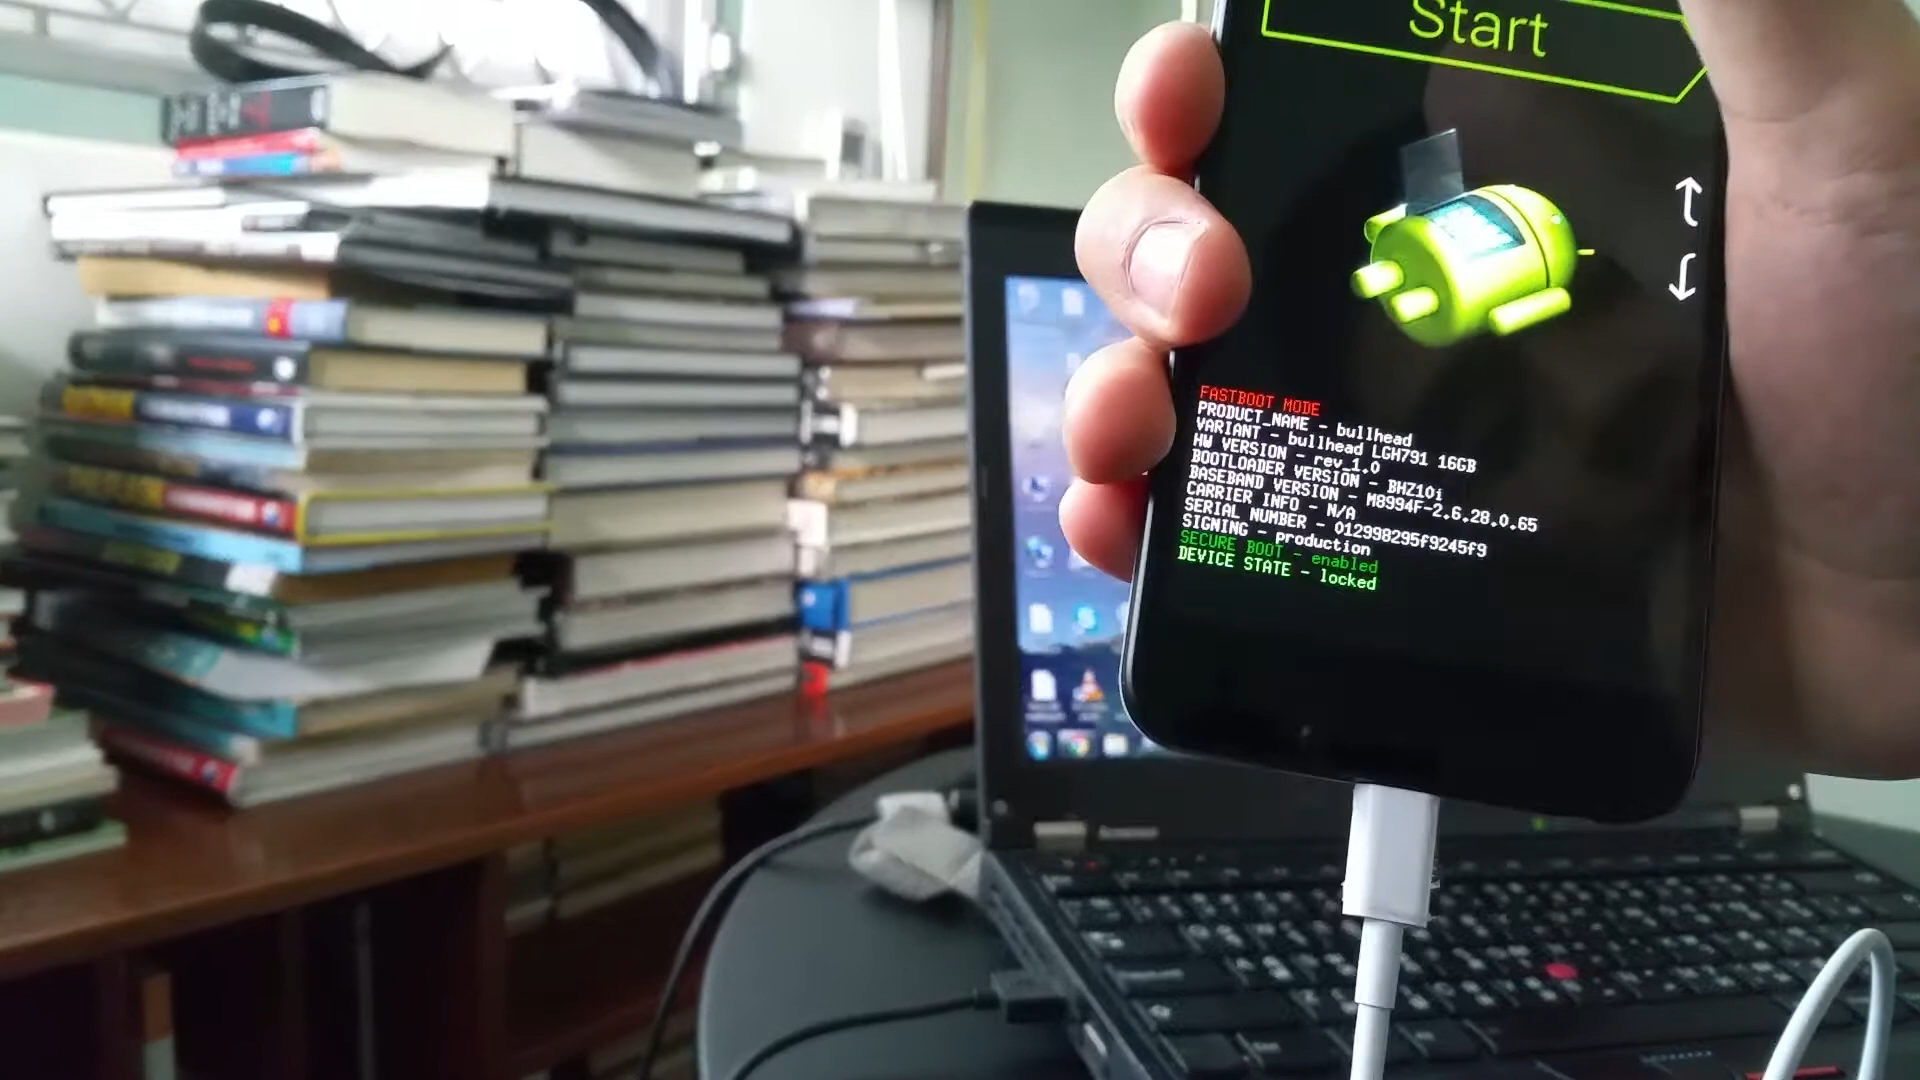 Start
FASTBOOT MODE
PRODUCT_NAME - bullhead
VARIANT - bullhead LGH791 16GB
HW VERSION - rev_1.0
BOOTLOADER VERSION - BHZ10i
BASEBAND VERSION - M8994F-2.6.28.0.65
CARRIER INFO - N/A
SERIAL NUMBER - 012998295f9245f9
SIGNING - production
SECURE BOOT - enabled
DEVICE STATE - locked